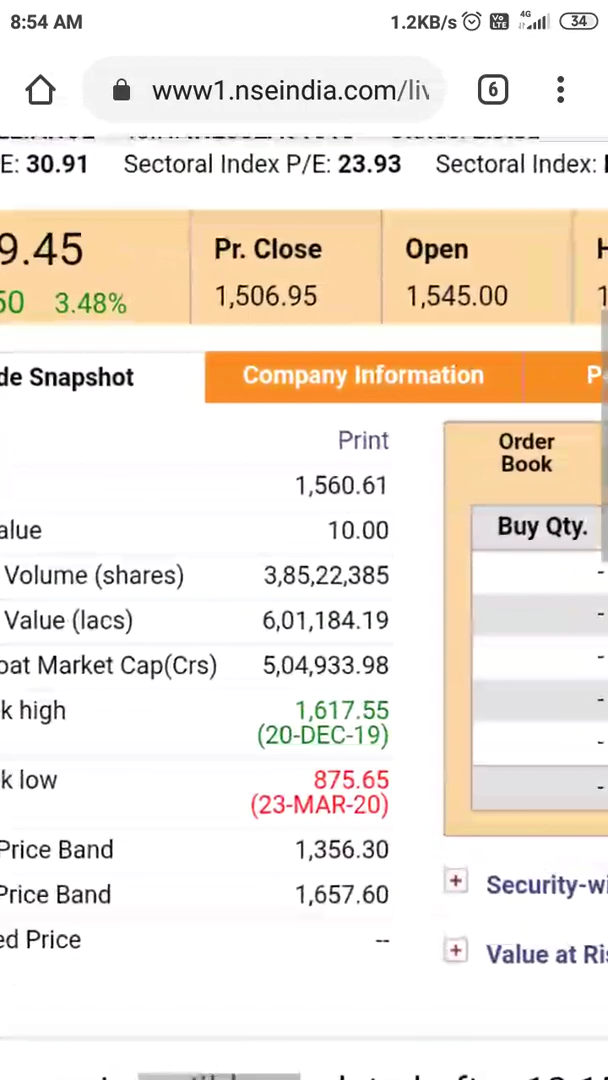 8:54 AM 1.2KB/s Vo LTE 4G 34
www1.nseindia.com/liv 6
E: 30.91 Sectoral Index P/E: 23.93 Sectoral Index:
9.45 Pr. Close Open H
50 3.48% 1,506.95 1,545.00 1
de Snapshot Company Information P
Print
1,560.61
alue 10.00
Volume (shares) 3,85,22,385
Value (lacs) 6,01,184.19
oat Market Cap(Crs) 5,04,933.98
k high 1,617.55
(20-DEC-19)
k low 875.65
(23-MAR-20)
Price Band 1,356.30
Price Band 1,657.60
ed Price --
Order
Book
Buy Qty.
-
-
-
-
-
-
Security-wi
Value at Ris